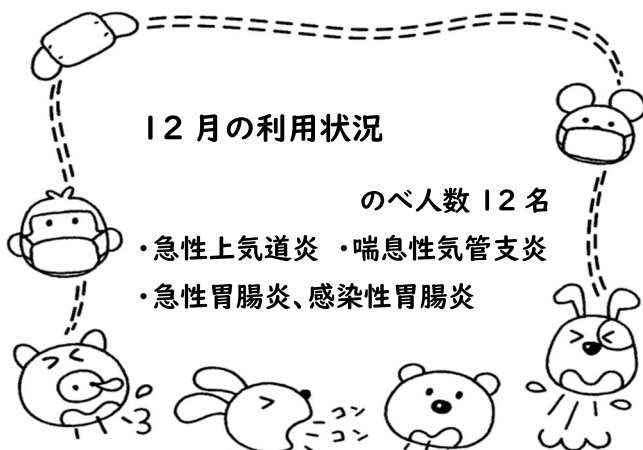 12月の利用状況
のべ人数 12名
・急性上気道炎 ・喘息性気管支炎
・急性胃腸炎、感染性胃腸炎
コン
コン